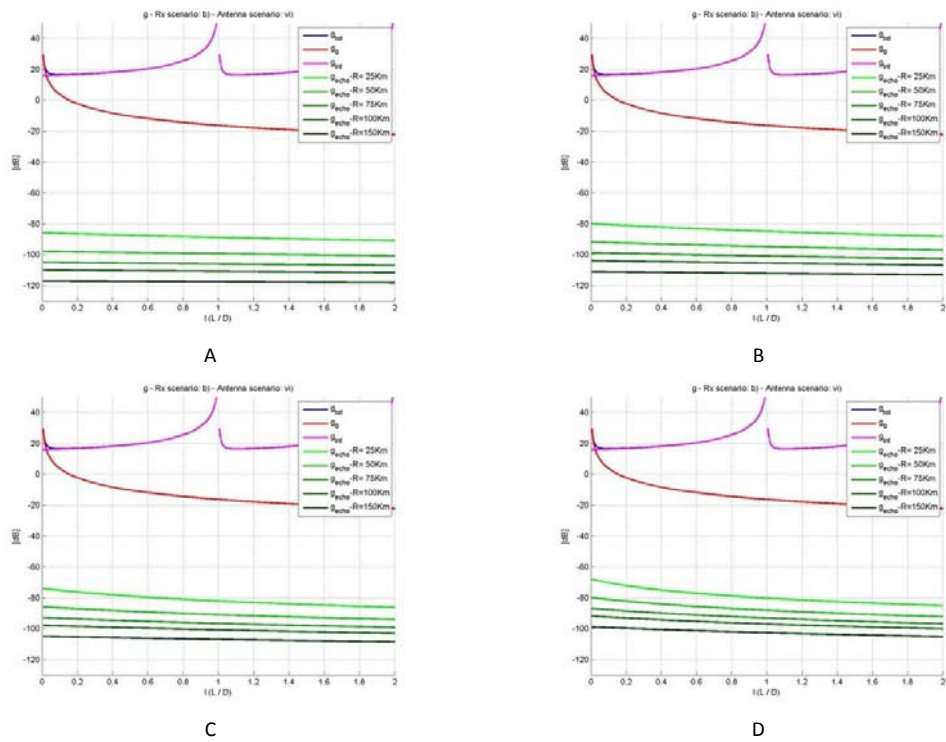 g - Rx scenario: b) - Antenna scenario: vi)
g - Rx scenario: b) - Antenna scenario: vi)
40
20
0
-20
-40
-60
-80
-100
-120
[dB]
g_tot
g_0
g_int
g_echo-R= 25Km
g_echo-R= 50Km
g_echo-R= 75Km
g_echo-R=100Km
g_echo-R=150Km
0 0.2 0.4 0.6 0.8 1 1.2 1.4 1.6 1.8 2
l (L / D)
40
20
0
-20
-40
-60
-80
-100
-120
[dB]
g_tot
g_0
g_int
g_echo-R= 25Km
g_echo-R= 50Km
g_echo-R= 75Km
g_echo-R=100Km
g_echo-R=150Km
0 0.2 0.4 0.6 0.8 1 1.2 1.4 1.6 1.8 2
l (L / D)
A
B
g - Rx scenario: b) - Antenna scenario: vi)
g - Rx scenario: b) - Antenna scenario: vi)
40
20
0
-20
-40
-60
-80
-100
-120
[dB]
g_tot
g_0
g_int
g_echo-R= 25Km
g_echo-R= 50Km
g_echo-R= 75Km
g_echo-R=100Km
g_echo-R=150Km
0 0.2 0.4 0.6 0.8 1 1.2 1.4 1.6 1.8 2
l (L / D)
40
20
0
-20
-40
-60
-80
-100
-120
[dB]
g_tot
g_0
g_int
g_echo-R= 25Km
g_echo-R= 50Km
g_echo-R= 75Km
g_echo-R=100Km
g_echo-R=150Km
0 0.2 0.4 0.6 0.8 1 1.2 1.4 1.6 1.8 2
l (L / D)
C
D